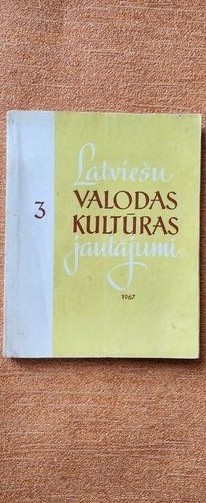 3
Latviešu
VALODAS
KULTŪRAS
jautājumi
1967